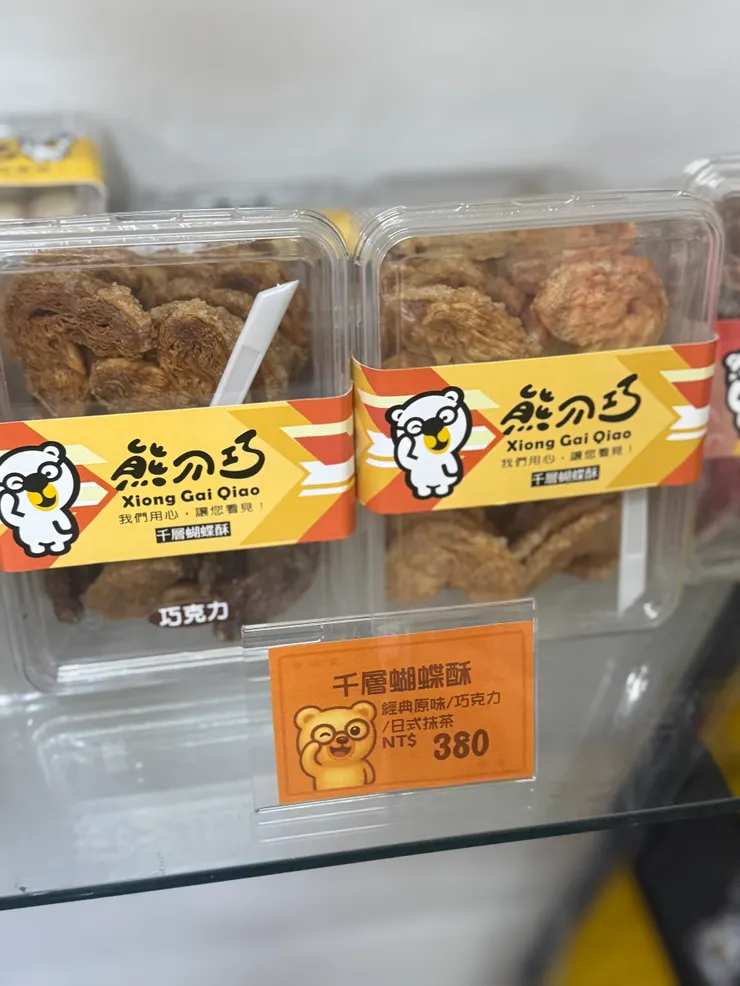 熊刀巧
Xiong Gai Qiao
我們用心，讓您看見！
千層蝴蝶酥
巧克力
熊刀巧
Xiong Gai Qiao
我們用心，讓您看見！
千層蝴蝶酥
千層蝴蝶酥
經典原味/巧克力
/日式抹茶
NT$ 380